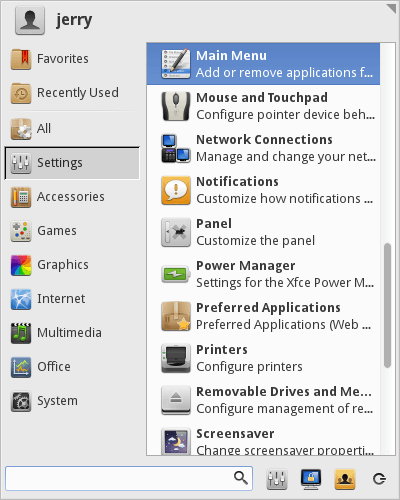 jerry
Favorites
Recently Used
All
Settings
Accessories
Games
Graphics
Internet
Multimedia
Office
System
Main Menu
Add or remove applications f...
Mouse and Touchpad
Configure pointer device beh...
Network Connections
Manage and change your net...
Notifications
Customize how notifications ...
Panel
Customize the panel
Power Manager
Settings for the Xfce Power M...
Preferred Applications
Preferred Applications (Web ...
Printers
Configure printers
Removable Drives and Me...
Configure management of re...
Screensaver
Change screensaver properti...